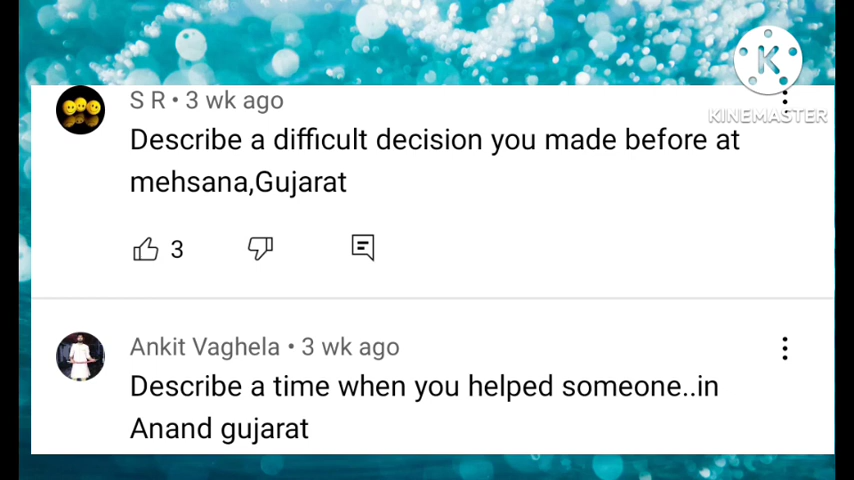 K
KINEMASTER
S R • 3 wk ago
Describe a difficult decision you made before at
mehsana,Gujarat
3
Ankit Vaghela • 3 wk ago
Describe a time when you helped someone..in
Anand gujarat